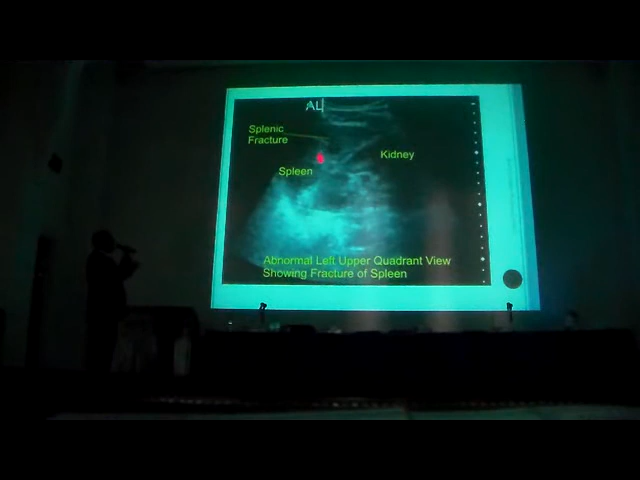 AL
Splenic
Fracture
Kidney
Spleen
Abnormal Left Upper Quadrant View
Showing Fracture of Spleen